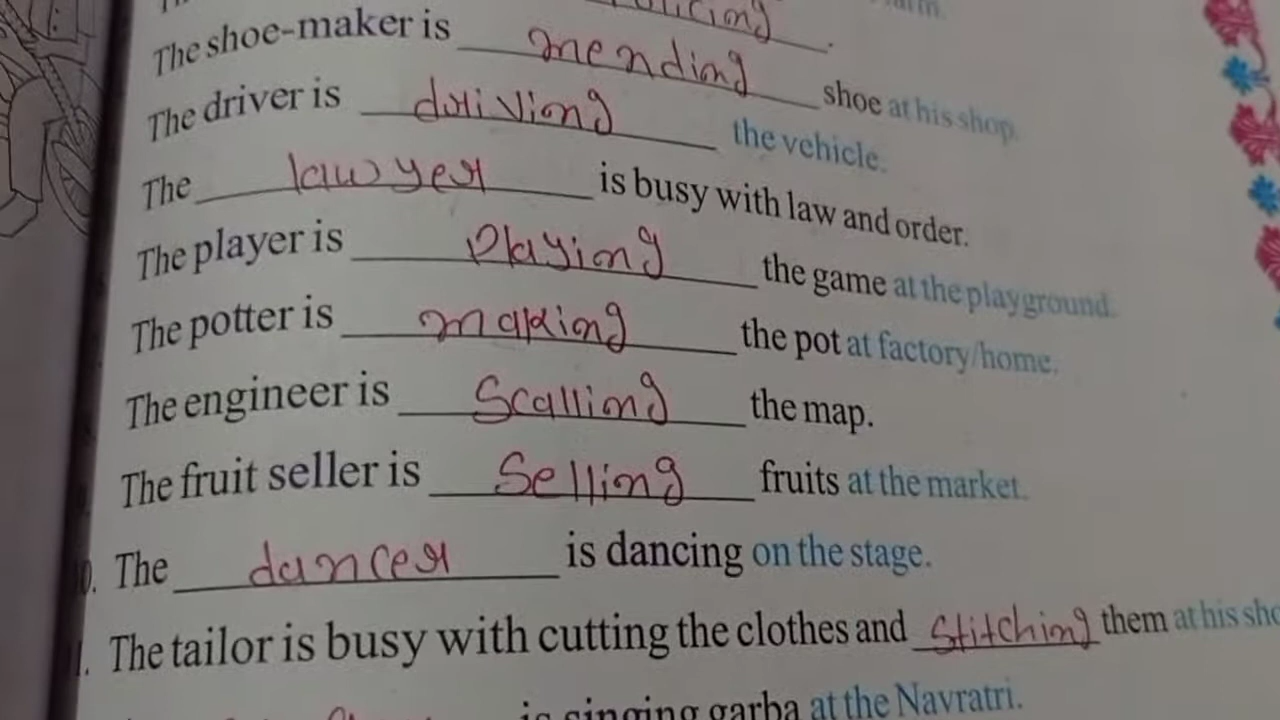 The shoe-maker is mending shoe at his shop.
The driver is driving the vehicle.
The lawyer is busy with law and order.
The player is playing the game at the playground.
The potter is making the pot at factory/home.
The engineer is Scalling the map.
The fruit seller is Selling fruits at the market.
0. The dancer is dancing on the stage.
1. The tailor is busy with cutting the clothes and stitching them at his sho
is singing garba at the Navratri.